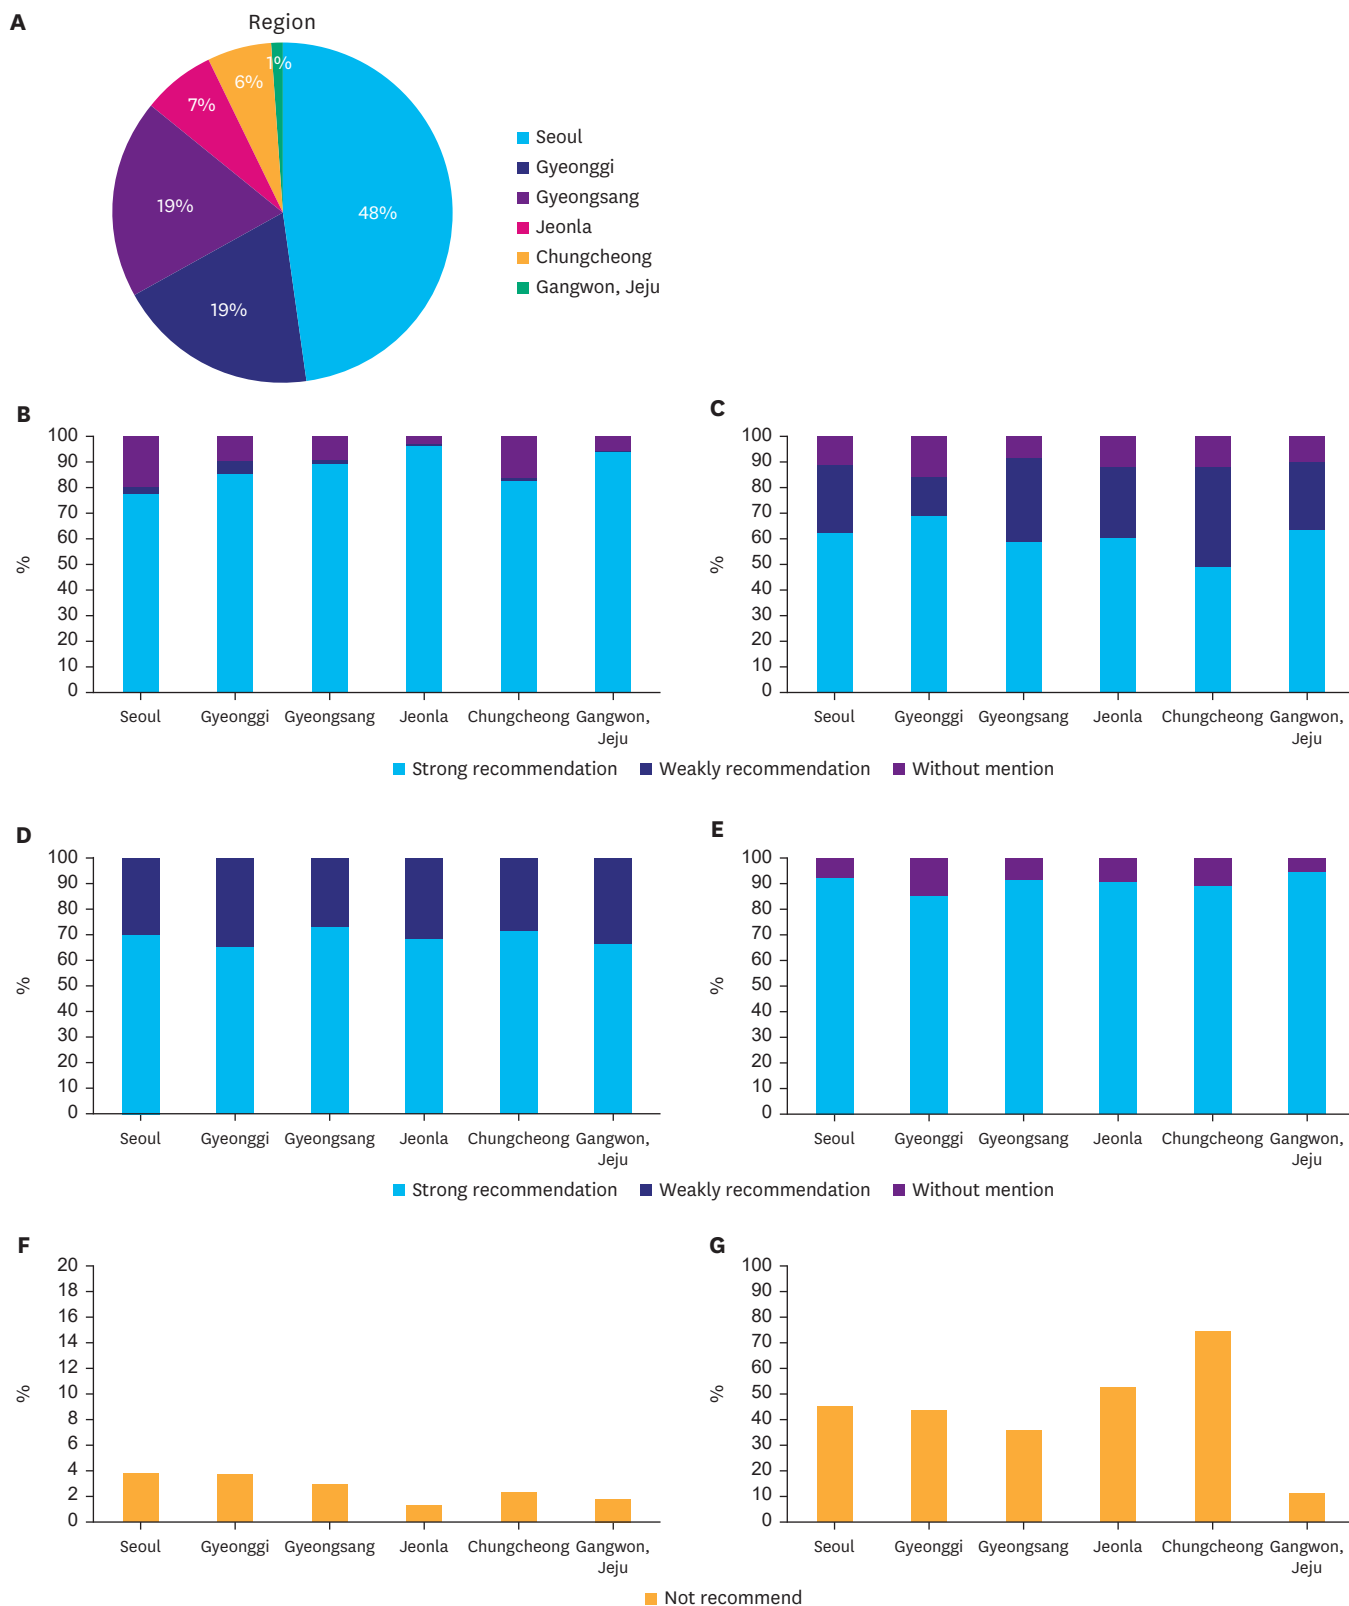 A
Region
1%
6%
7%
19%
48%
19%
Seoul
Gyeonggi
Gyeongsang
Jeonla
Chungcheong
Gangwon, Jeju
B
100
90
80
70
60
50
40
30
20
10
0
%
Seoul
Gyeonggi
Gyeongsang
Jeonla
Chungcheong
Gangwon,
Jeju
C
100
90
80
70
60
50
40
30
20
10
0
%
Seoul
Gyeonggi
Gyeongsang
Jeonla
Chungcheong
Gangwon,
Jeju
Strong recommendation Weakly recommendation Without mention
D
100
90
80
70
60
50
40
30
20
10
0
%
Seoul
Gyeonggi
Gyeongsang
Jeonla
Chungcheong
Gangwon,
Jeju
E
100
90
80
70
60
50
40
30
20
10
0
%
Seoul
Gyeonggi
Gyeongsang
Jeonla
Chungcheong
Gangwon,
Jeju
Strong recommendation Weakly recommendation Without mention
F
20
18
16
14
12
10
8
6
4
2
0
%
Seoul
Gyeonggi
Gyeongsang
Jeonla
Chungcheong
Gangwon,
Jeju
G
100
90
80
70
60
50
40
30
20
10
0
%
Seoul
Gyeonggi
Gyeongsang
Jeonla
Chungcheong
Gangwon,
Jeju
Not recommend